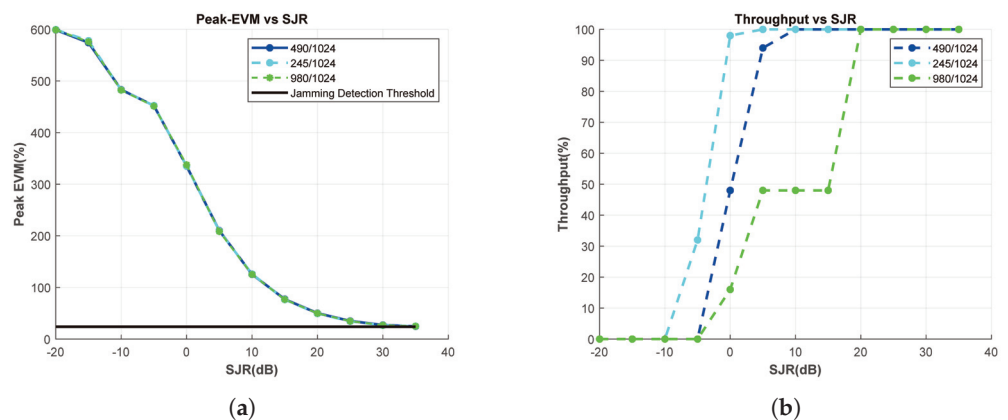 Peak-EVM vs SJR
600
500
400
300
200
100
0
Peak EVM(%)
490/1024
245/1024
980/1024
Jamming Detection Threshold
-20 -10 0 10 20 30 40
SJR(dB)
(a)
Throughput vs SJR
100
90
80
70
60
50
40
30
20
10
0
Throughput(%)
490/1024
245/1024
980/1024
-20 -10 0 10 20 30 40
SJR(dB)
(b)